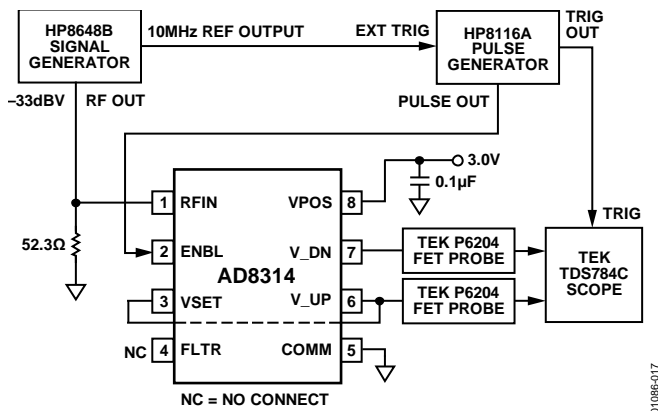 HP8648B
SIGNAL
GENERATOR
10MHz REF OUTPUT
EXT TRIG
HP8116A
PULSE
GENERATOR
TRIG
OUT
–33dBV
RF OUT
PULSE OUT
3.0V
0.1µF
1 RFIN
VPOS 8
TRIG
52.3Ω
2 ENBL
V_DN 7
TEK P6204
FET PROBE
TEK
TDS784C
SCOPE
AD8314
3 VSET
V_UP 6
TEK P6204
FET PROBE
NC 4 FLTR
COMM 5
NC = NO CONNECT
01086-017